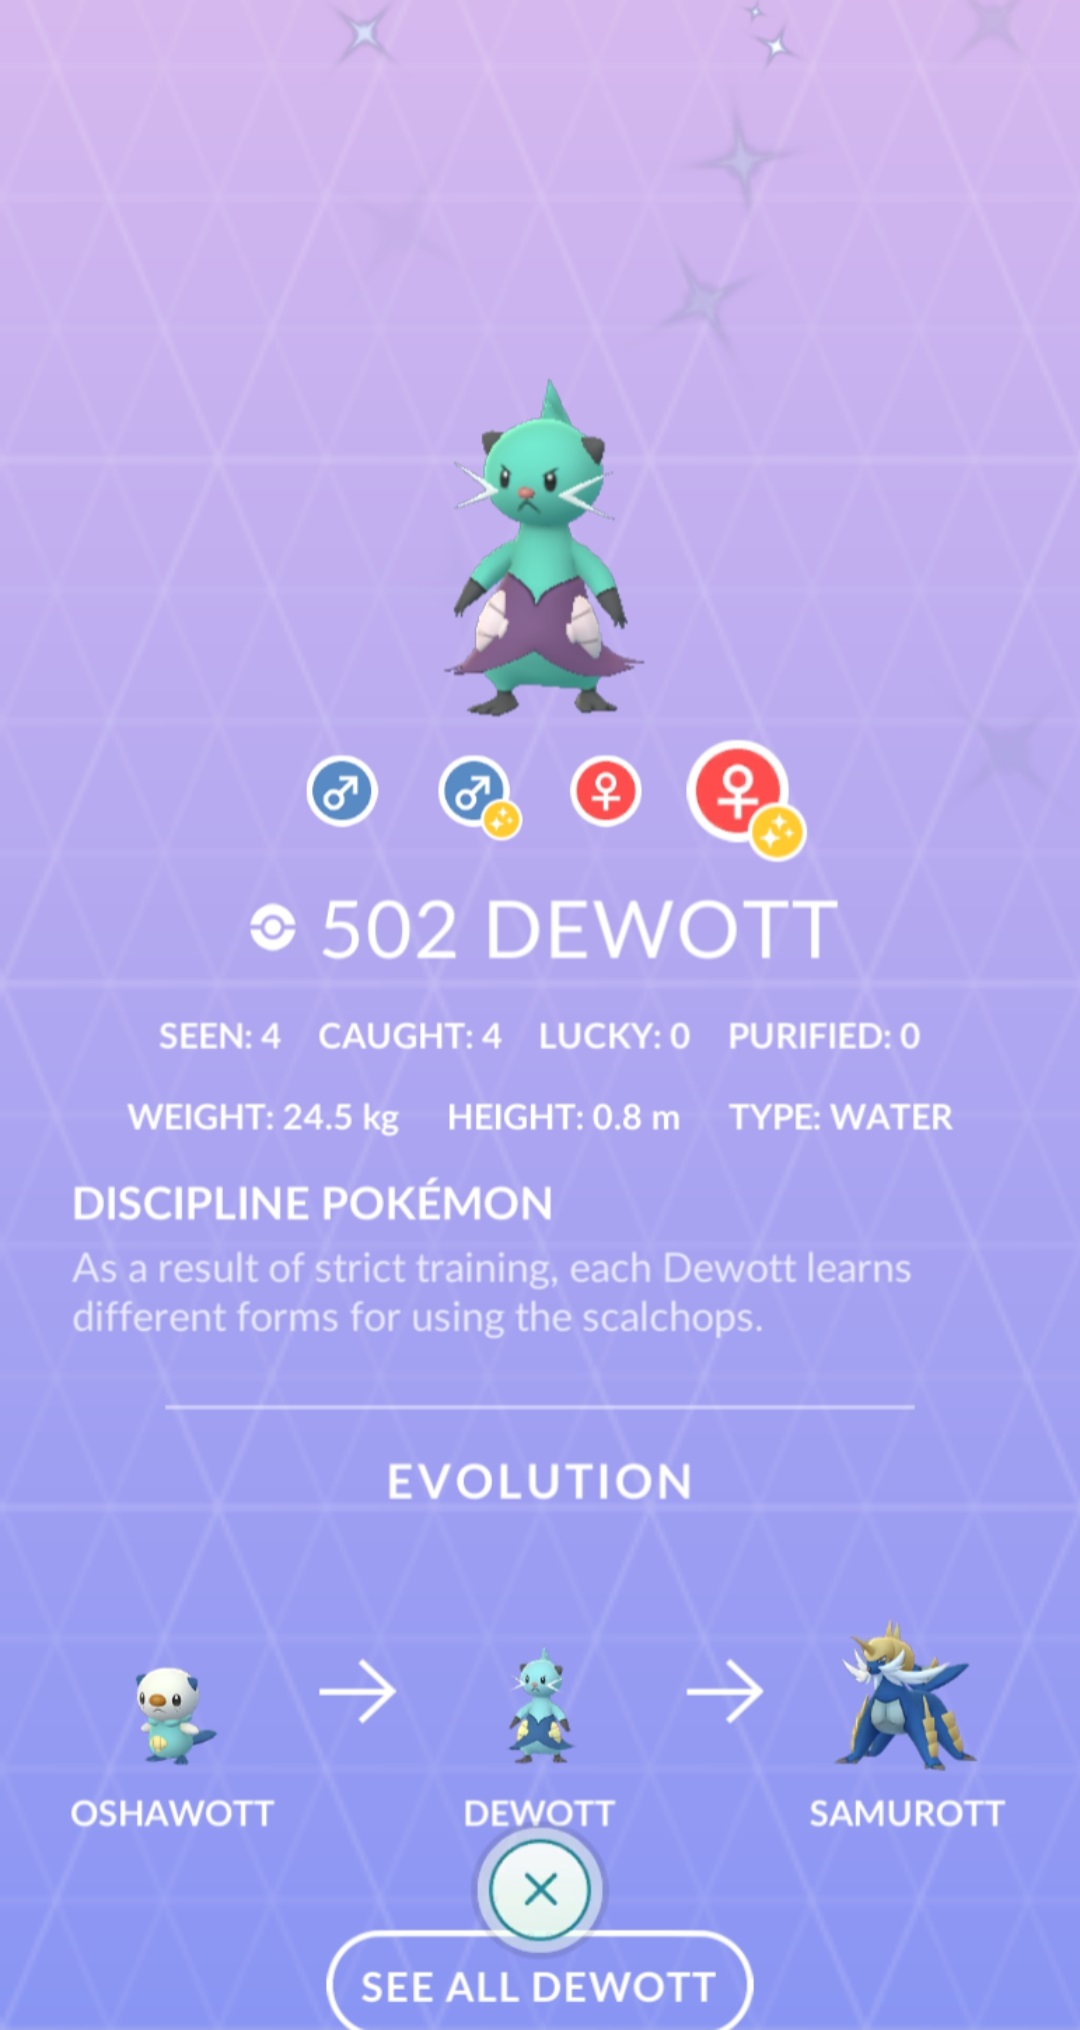 502 DEWOTT
SEEN: 4 CAUGHT: 4 LUCKY: 0 PURIFIED: 0
WEIGHT: 24.5 kg HEIGHT: 0.8 m TYPE: WATER
DISCIPLINE POKÉMON
As a result of strict training, each Dewott learns
different forms for using the scalchops.
EVOLUTION
OSHAWOTT DEWOTT SAMUROTT
SEE ALL DEWOTT